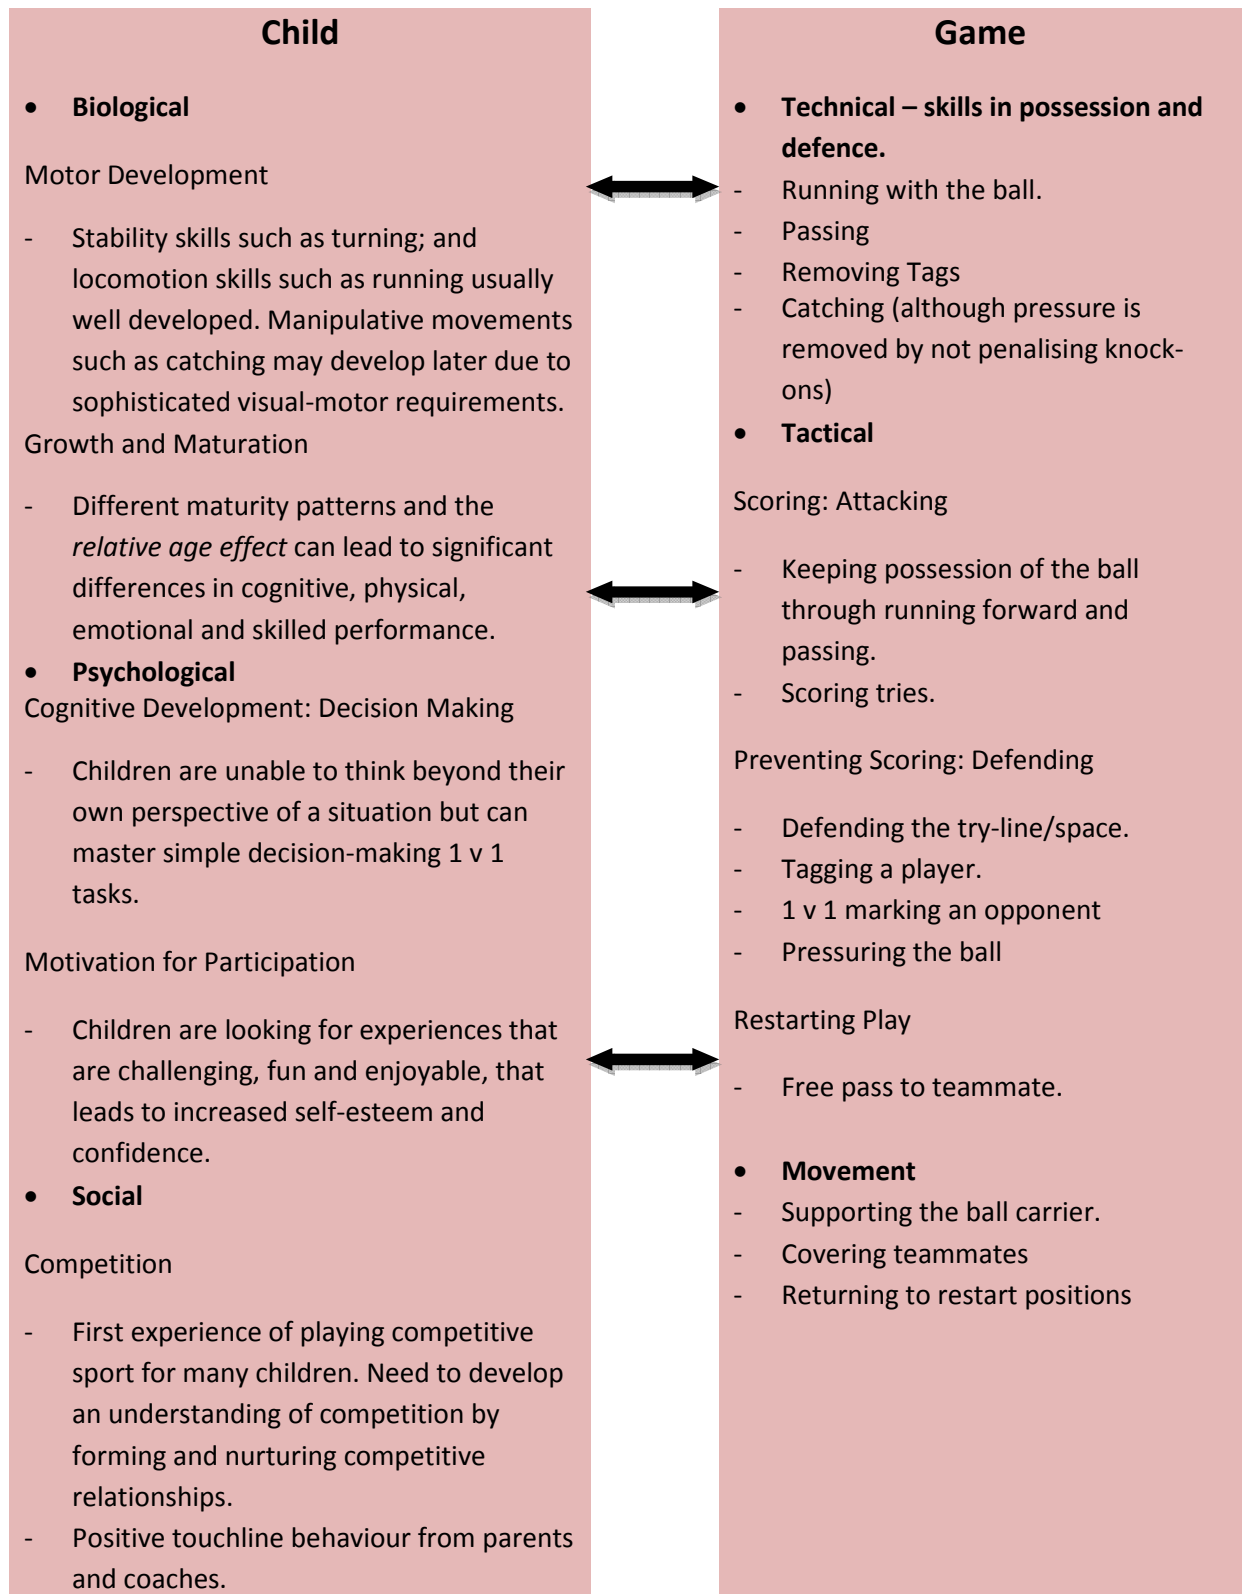 Child
• Biological
Motor Development
- Stability skills such as turning; and
locomotion skills such as running usually
well developed. Manipulative movements
such as catching may develop later due to
sophisticated visual-motor requirements.
Growth and Maturation
- Different maturity patterns and the
relative age effect can lead to significant
differences in cognitive, physical,
emotional and skilled performance.
• Psychological
Cognitive Development: Decision Making
- Children are unable to think beyond their
own perspective of a situation but can
master simple decision-making 1 v 1
tasks.
Motivation for Participation
- Children are looking for experiences that
are challenging, fun and enjoyable, that
leads to increased self-esteem and
confidence.
• Social
Competition
- First experience of playing competitive
sport for many children. Need to develop
an understanding of competition by
forming and nurturing competitive
relationships.
- Positive touchline behaviour from parents
and coaches.
Game
• Technical – skills in possession and
defence.
- Running with the ball.
- Passing
- Removing Tags
- Catching (although pressure is
removed by not penalising knock-
ons)
• Tactical
Scoring: Attacking
- Keeping possession of the ball
through running forward and
passing.
- Scoring tries.
Preventing Scoring: Defending
- Defending the try-line/space.
- Tagging a player.
- 1 v 1 marking an opponent
- Pressuring the ball
Restarting Play
- Free pass to teammate.
• Movement
- Supporting the ball carrier.
- Covering teammates
- Returning to restart positions